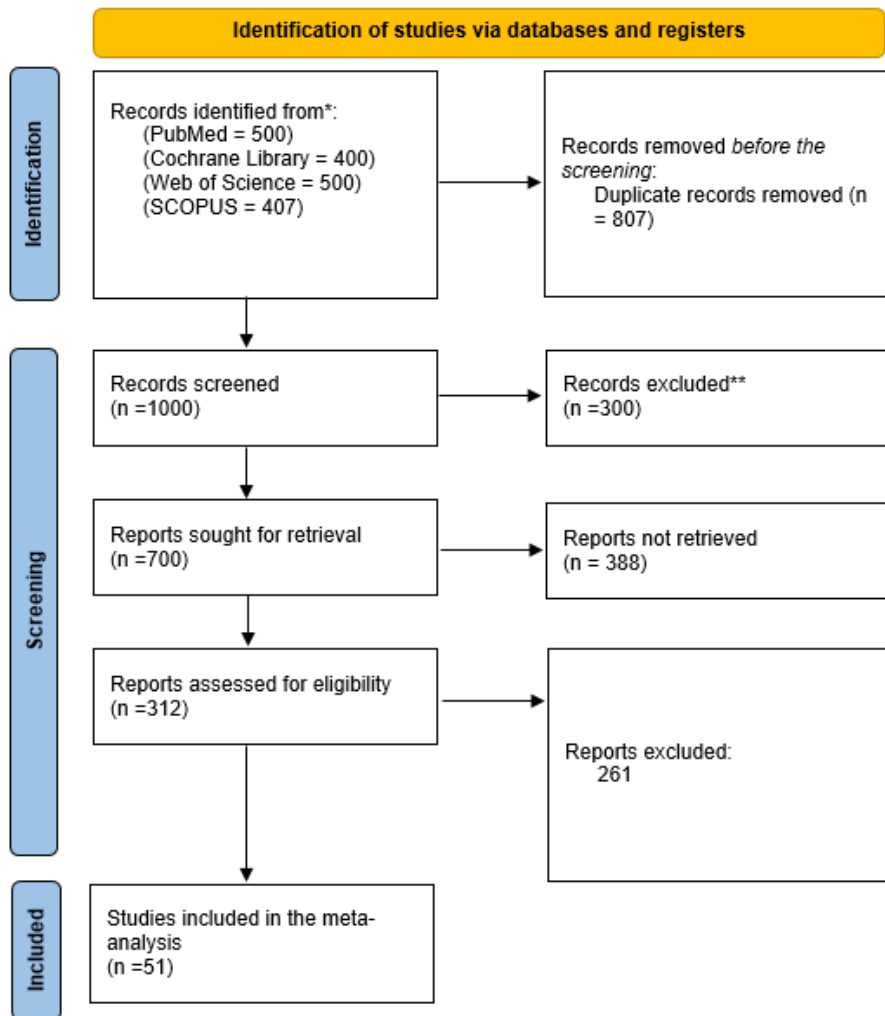 Identification of studies via databases and registers
Identification
Records identified from*:
(PubMed = 500)
(Cochrane Library = 400)
(Web of Science = 500)
(SCOPUS = 407)
Records removed before the
screening:
Duplicate records removed (n
= 807)
Screening
Records screened
(n =1000)
Records excluded**
(n =300)
Reports sought for retrieval
(n =700)
Reports not retrieved
(n = 388)
Reports assessed for eligibility
(n =312)
Reports excluded:
261
Included
Studies included in the meta-
analysis
(n =51)